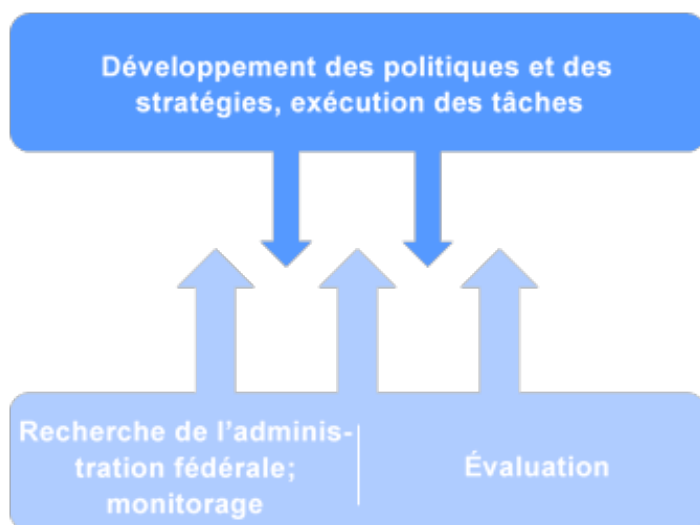 Développement des politiques et des
stratégies, exécution des tâches
Recherche de l'adminis-
tration fédérale;
monitorage
Évaluation